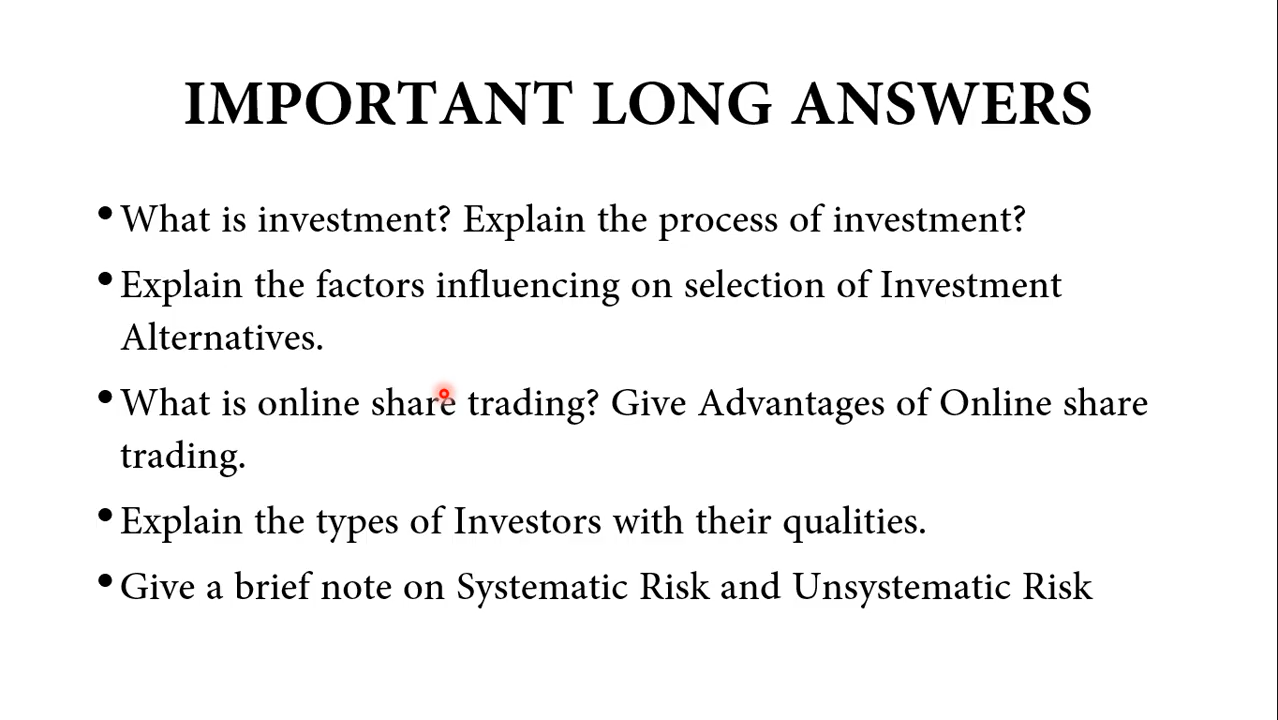 IMPORTANT LONG ANSWERS
•What is investment? Explain the process of investment?
•Explain the factors influencing on selection of Investment
Alternatives.
•What is online share trading? Give Advantages of Online share
trading.
•Explain the types of Investors with their qualities.
•Give a brief note on Systematic Risk and Unsystematic Risk